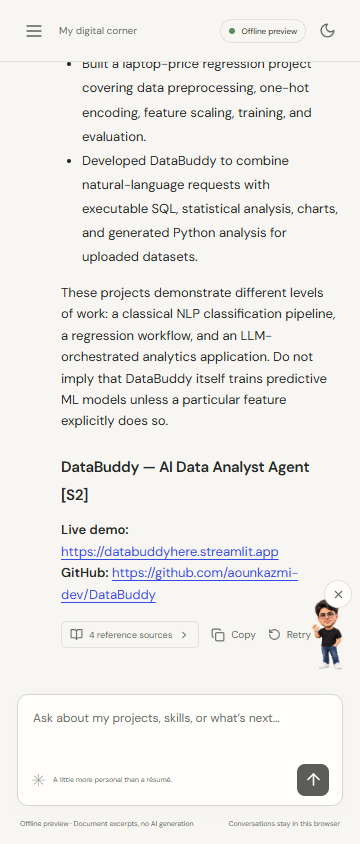 My digital corner
Offline preview
Built a laptop-price regression project
covering data preprocessing, one-hot
encoding, feature scaling, training, and
evaluation.
Developed DataBuddy to combine
natural-language requests with
executable SQL, statistical analysis, charts,
and generated Python analysis for
uploaded datasets.
These projects demonstrate different levels
of work: a classical NLP classification pipeline,
a regression workflow, and an LLM-
orchestrated analytics application. Do not
imply that DataBuddy itself trains predictive
ML models unless a particular feature
explicitly does so.
DataBuddy — AI Data Analyst Agent
[S2]
Live demo:
https://databuddyhere.streamlit.app
GitHub: https://github.com/aounkazmi-
dev/DataBuddy
4 reference sources
Copy
Retry
Ask about my projects, skills, or what's next...
A little more personal than a résumé.
Offline preview · Document excerpts, no AI generation
Conversations stay in this browser